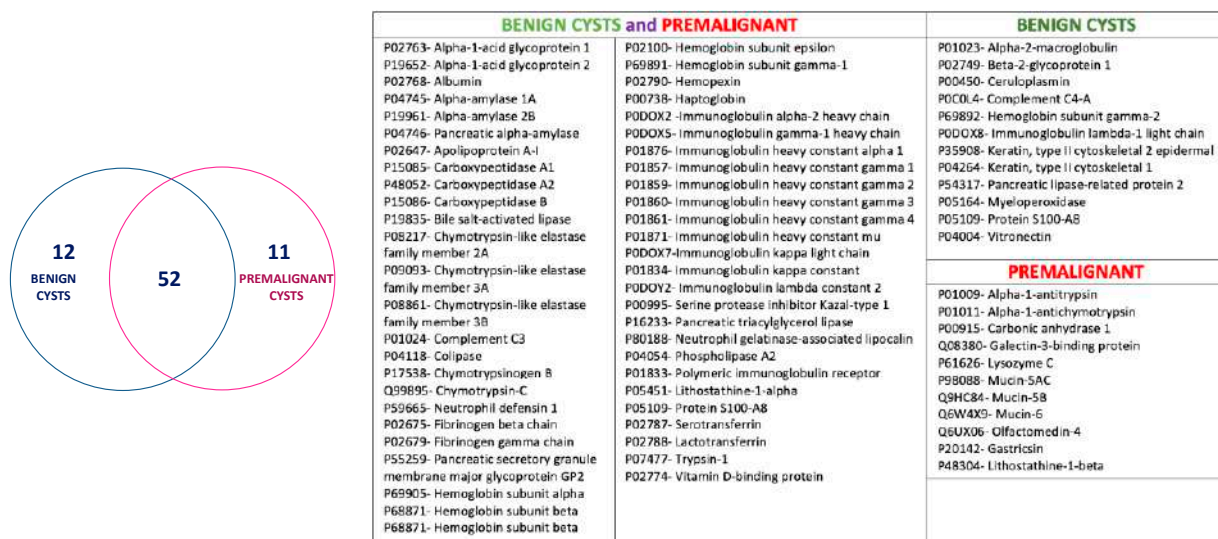 12
BENIGN
CYSTS
52
11
PREMALIGNANT
CYSTS
BENIGN CYSTS and PREMALIGNANT
P02763- Alpha-1-acid glycoprotein 1
P19652- Alpha-1-acid glycoprotein 2
P02768- Albumin
P04745- Alpha-amylase 1A
P19961- Alpha-amylase 2B
P04746- Pancreatic alpha-amylase
P02647- Apolipoprotein A-I
P15085- Carboxypeptidase A1
P48052- Carboxypeptidase A2
P15086- Carboxypeptidase B
P19835- Bile salt-activated lipase
P08217- Chymotrypsin-like elastase
family member 2A
P09093- Chymotrypsin-like elastase
family member 3A
P08861- Chymotrypsin-like elastase
family member 3B
P01024- Complement C3
P04118- Colipase
P17538- Chymotrypsinogen B
Q99895- Chymotrypsin-C
P59665- Neutrophil defensin 1
P02675- Fibrinogen beta chain
P02679- Fibrinogen gamma chain
P55259- Pancreatic secretory granule
membrane major glycoprotein GP2
P69905- Hemoglobin subunit alpha
P68871- Hemoglobin subunit beta
P68871- Hemoglobin subunit beta
P02100- Hemoglobin subunit epsilon
P69891- Hemoglobin subunit gamma-1
P02790- Hemopexin
P00738- Haptoglobin
P0DOX2 -Immunoglobulin alpha-2 heavy chain
P0DOX5- Immunoglobulin gamma-1 heavy chain
P01876- Immunoglobulin heavy constant alpha 1
P01857- Immunoglobulin heavy constant gamma 1
P01859- Immunoglobulin heavy constant gamma 2
P01860- Immunoglobulin heavy constant gamma 3
P01861- Immunoglobulin heavy constant gamma 4
P01871- Immunoglobulin heavy constant mu
P0DOX7-Immunoglobulin kappa light chain
P01834- Immunoglobulin kappa constant
P0DOY2- Immunoglobulin lambda constant 2
P00995- Serine protease inhibitor Kazal-type 1
P16233- Pancreatic triacylglycerol lipase
P80188- Neutrophil gelatinase-associated lipocalin
P04054- Phospholipase A2
P01833- Polymeric immunoglobulin receptor
P05451- Lithostathine-1-alpha
P05109- Protein S100-A8
P02787- Serotransferrin
P02788- Lactotransferrin
P07477- Trypsin-1
P02774- Vitamin D-binding protein
BENIGN CYSTS
P01023- Alpha-2-macroglobulin
P02749- Beta-2-glycoprotein 1
P00450- Ceruloplasmin
P0C0L4- Complement C4-A
P69892- Hemoglobin subunit gamma-2
P0DOX8- Immunoglobulin lambda-1 light chain
P35908- Keratin, type II cytoskeletal 2 epidermal
P04264- Keratin, type II cytoskeletal 1
P54317- Pancreatic lipase-related protein 2
P05164- Myeloperoxidase
P05109- Protein S100-A8
P04004- Vitronectin
PREMALIGNANT
P01009- Alpha-1-antitrypsin
P01011- Alpha-1-antichymotrypsin
P00915- Carbonic anhydrase 1
Q08380- Galectin-3-binding protein
P61626- Lysozyme C
P98088- Mucin-5AC
Q9HC84- Mucin-5B
Q6W4X9- Mucin-6
Q6UX06- Olfactomedin-4
P20142- Gastricsin
P48304- Lithostathine-1-beta